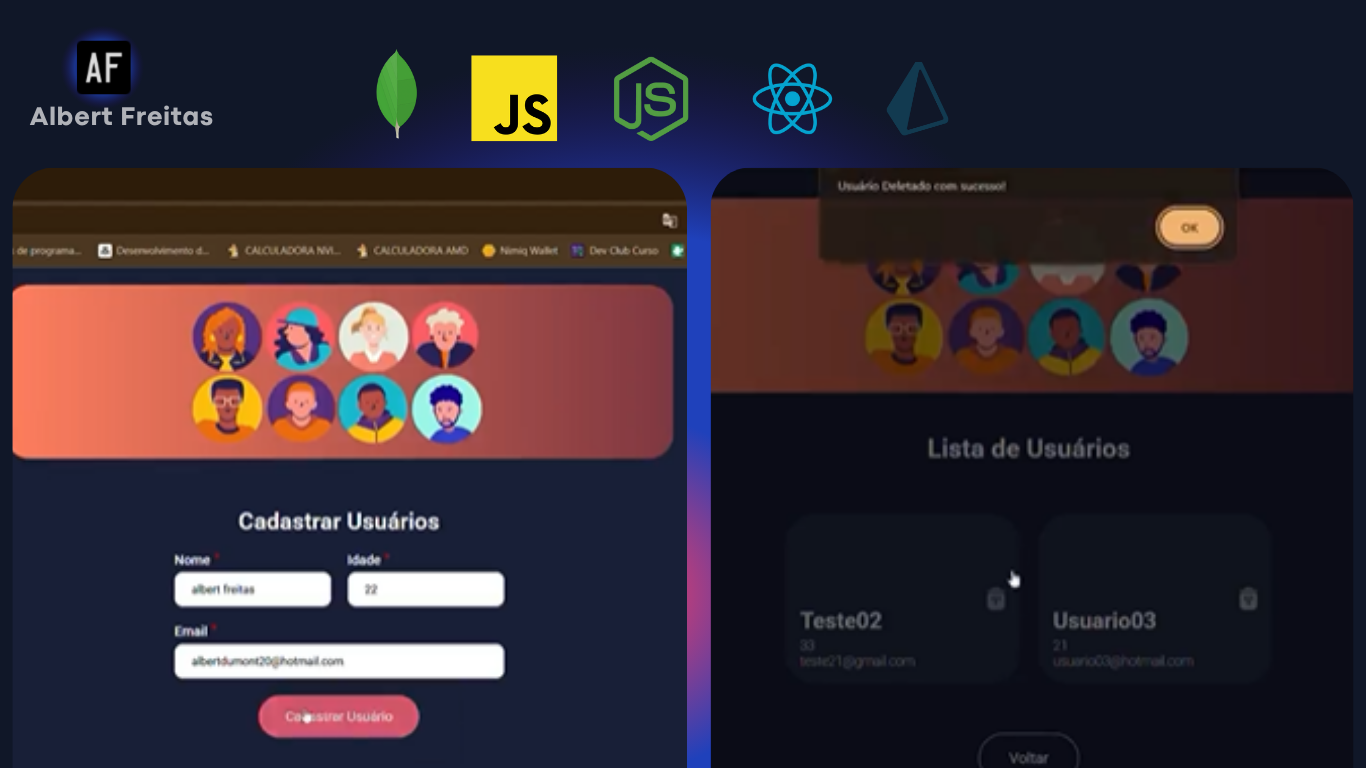 AF
Albert Freitas
JS
JS
de programa...
Desenvolvimento d...
CALCULADORA NVI...
CALCULADORA AMD
Nimiq Wallet
Dev Club Curso
Cadastrar Usuários
Nome *
Idade *
albert freitas
22
Email *
albertdumont20@hotmail.com
Cadastrar Usuário
Usuário Deletado com sucesso!
OK
Lista de Usuários
Teste02
33
teste21@gmail.com
Usuario03
21
usuario03@hotmail.com
Voltar